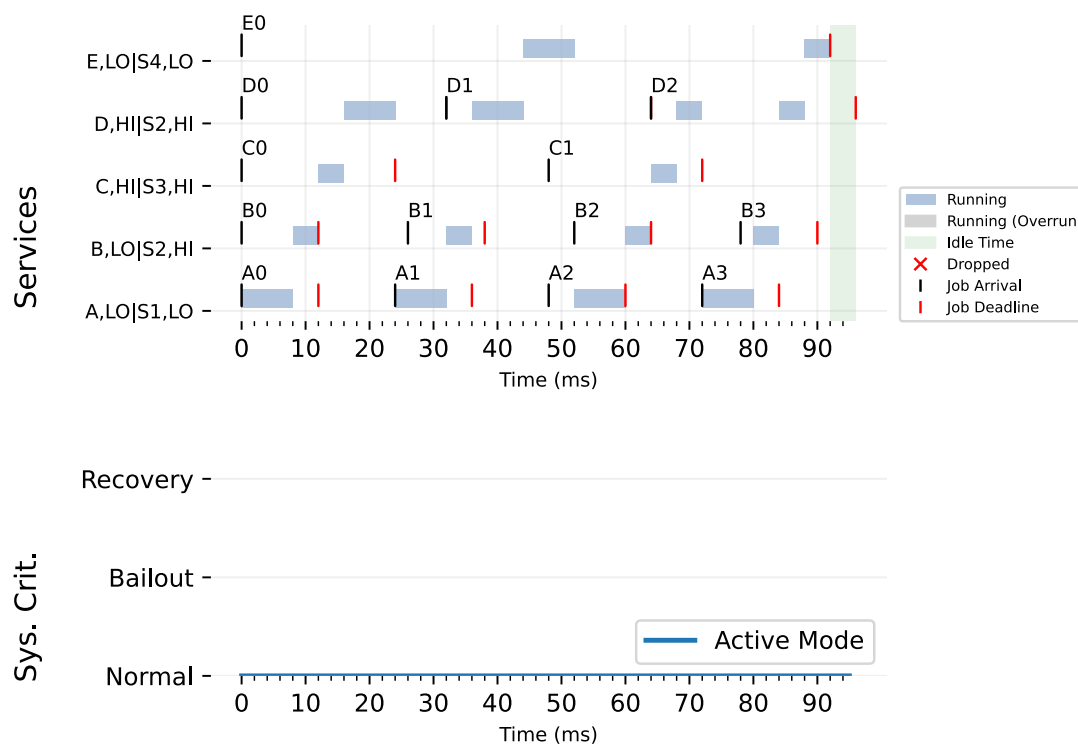 E0
E,LO|S4,LO
D0 D1 D2
D,HI|S2,HI
C0 C1
C,HI|S3,HI
B0 B1 B2 B3
B,LO|S2,HI
A0 A1 A2 A3
A,LO|S1,LO
Services
0 10 20 30 40 50 60 70 80 90
Time (ms)
Running
Running (Overrun
Idle Time
Dropped
Job Arrival
Job Deadline
Recovery
Bailout
Normal
Sys. Crit.
Active Mode
0 10 20 30 40 50 60 70 80 90
Time (ms)